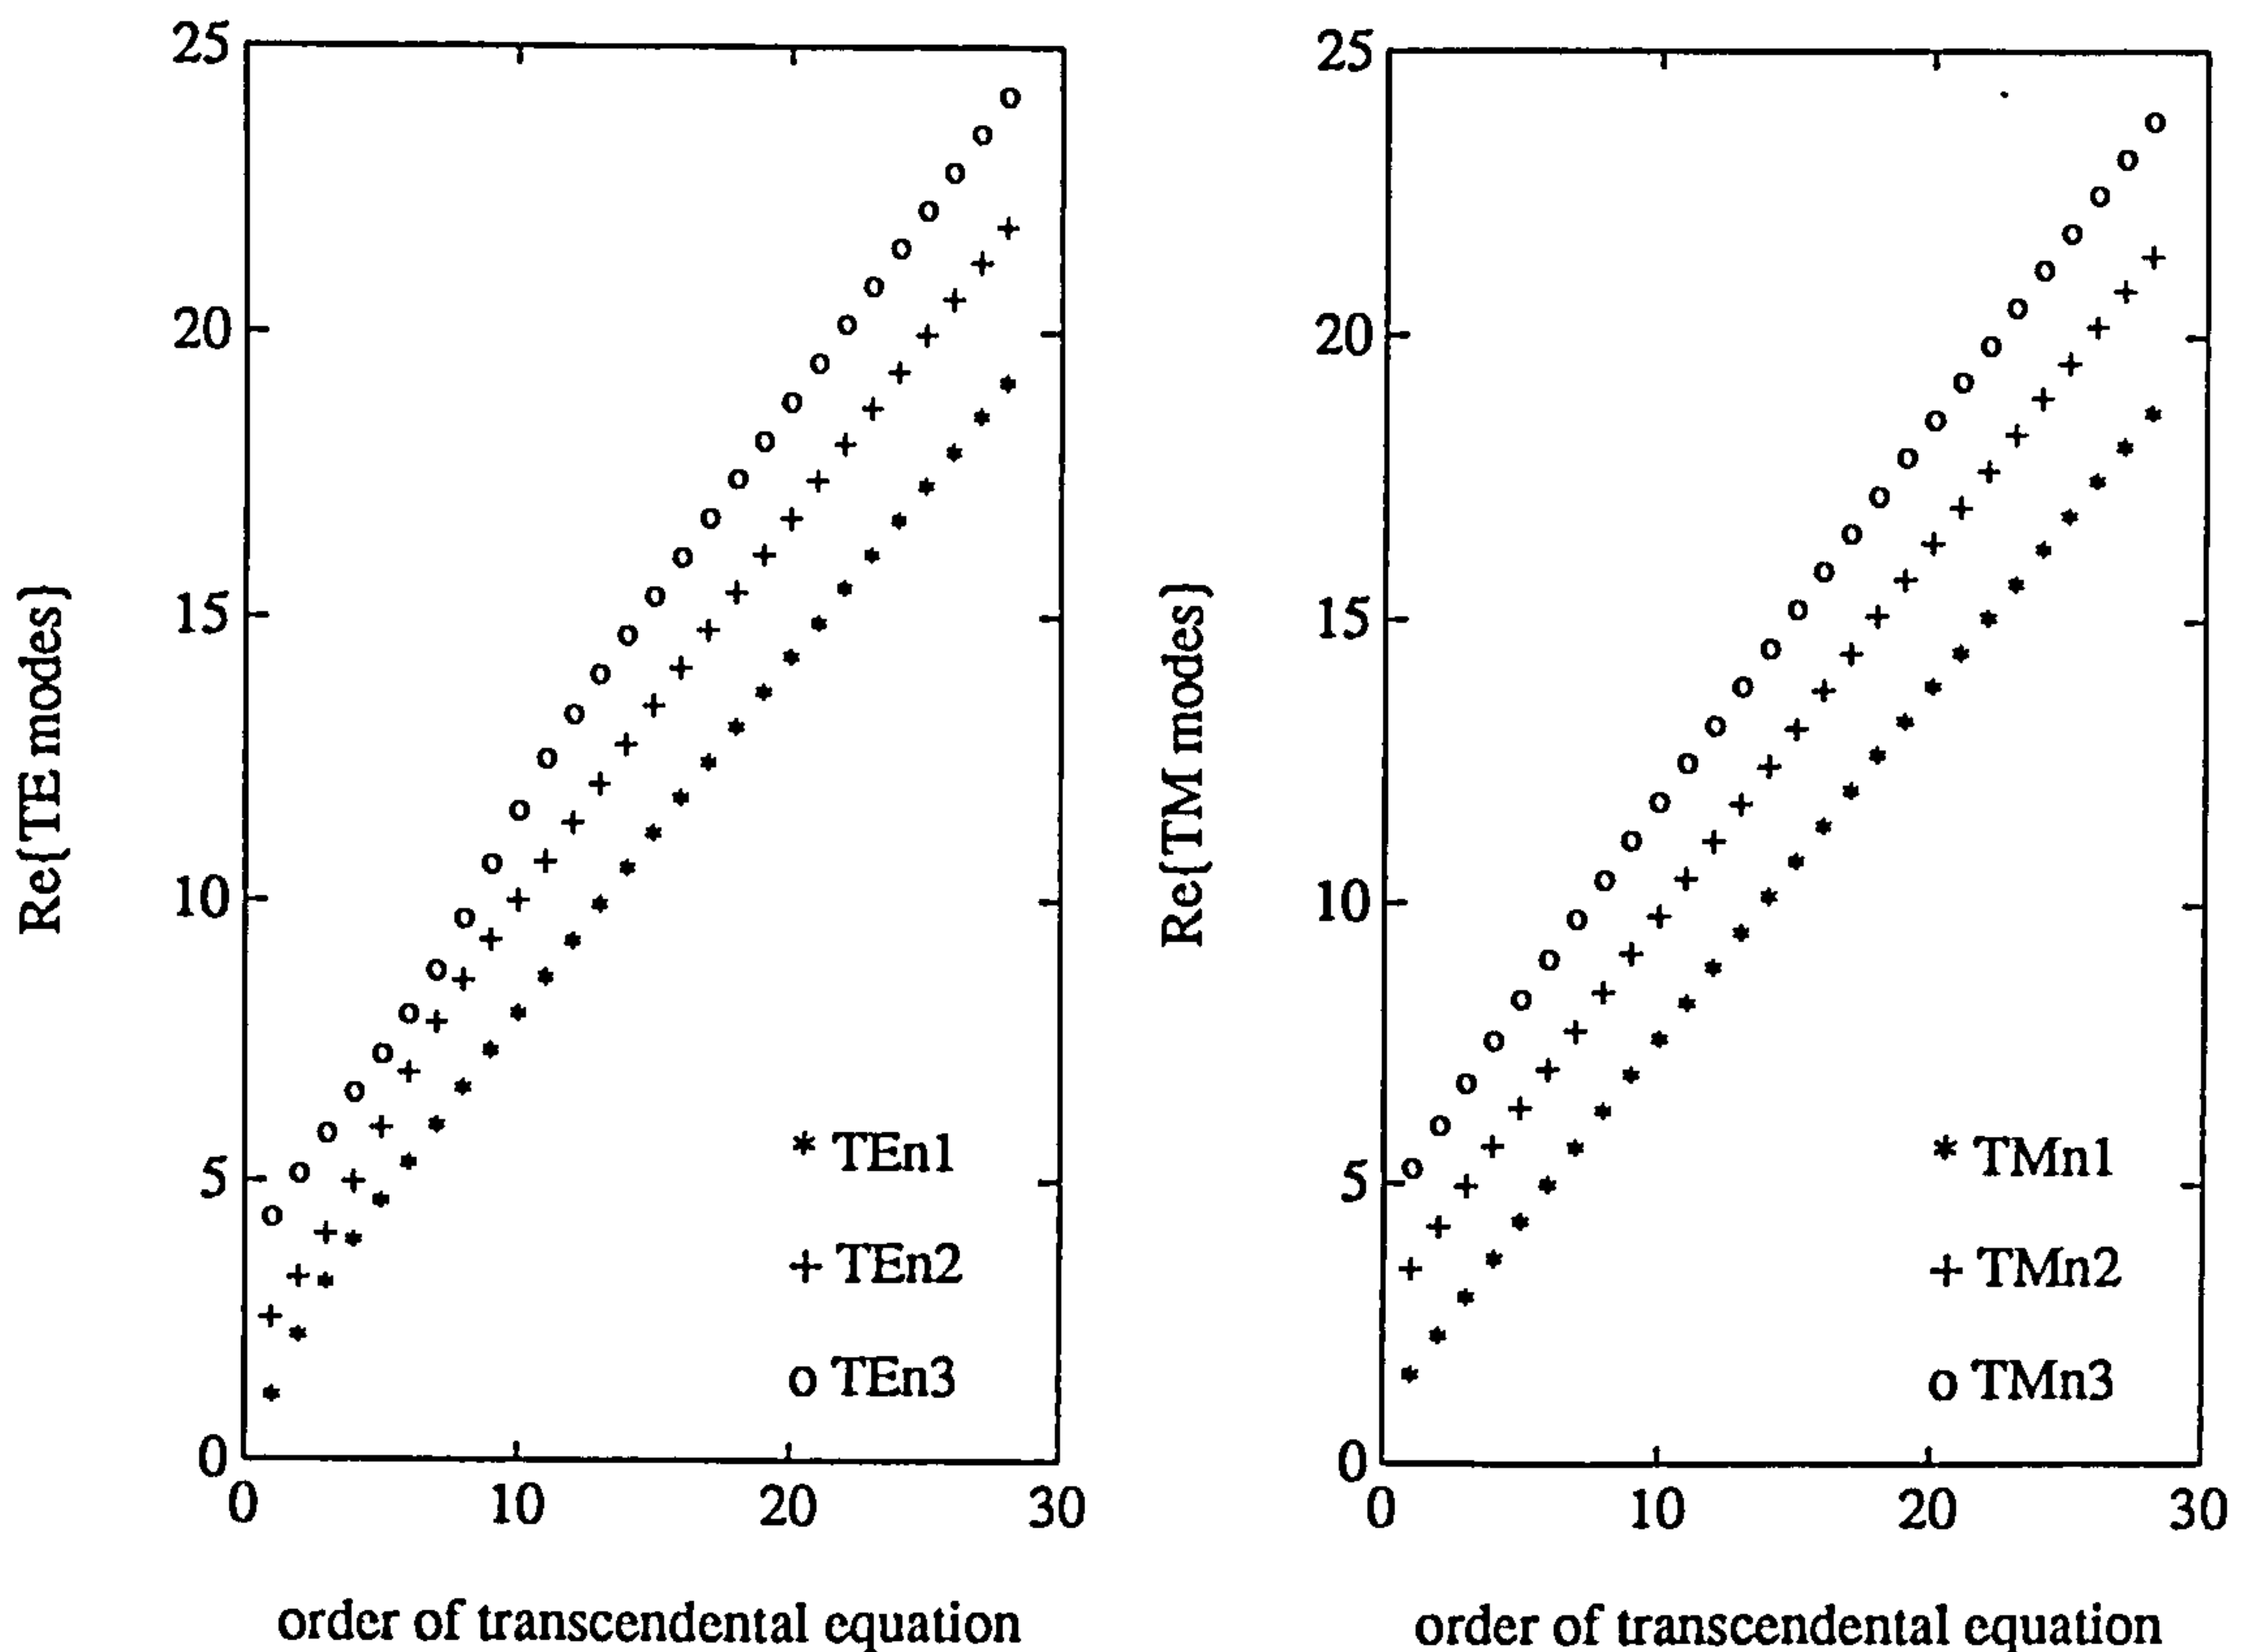 25
20
15
10
5
0
0 10 20 30
Re{TE modes}
order of transcendental equation
* TEn1
+ TEn2
o TEn3
25
20
15
10
5
0
0 10 20 30
Re{TM modes}
order of transcendental equation
* TMn1
+ TMn2
o TMn3